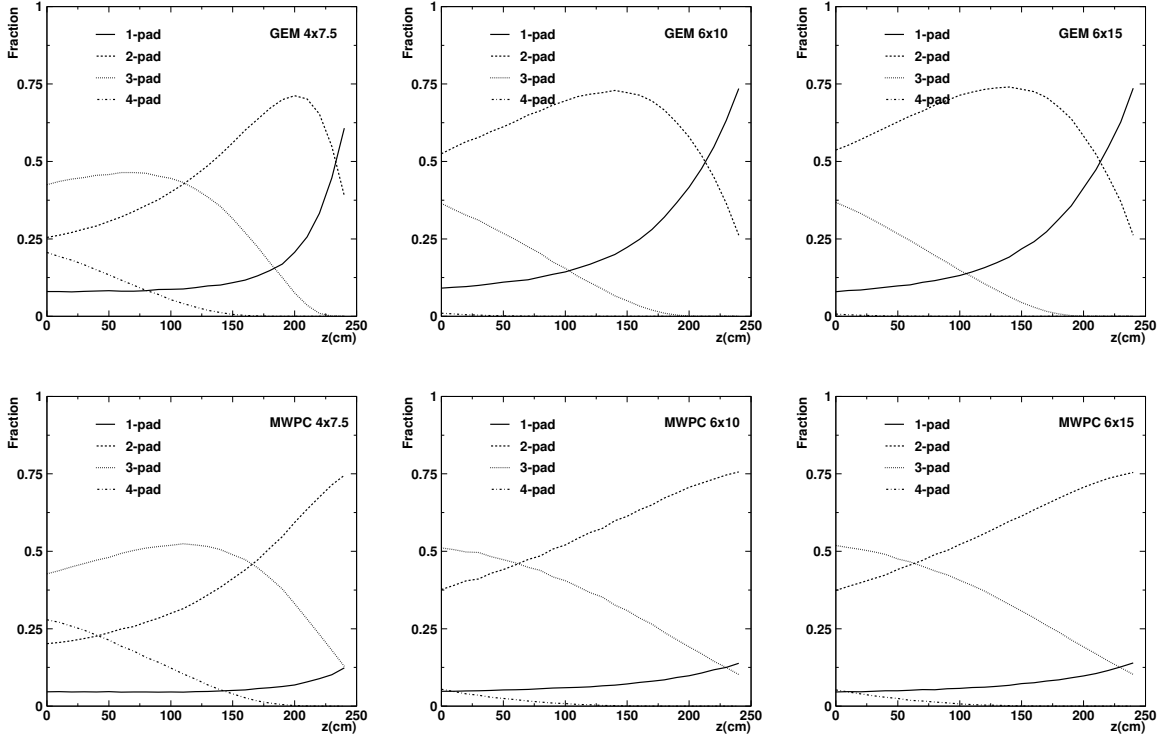 Fraction
1
0.75
0.5
0.25
0
GEM 4x7.5
1-pad
2-pad
3-pad
4-pad
0 50 100 150 200 250
z(cm)
Fraction
1
0.75
0.5
0.25
0
GEM 6x10
1-pad
2-pad
3-pad
4-pad
0 50 100 150 200 250
z(cm)
Fraction
1
0.75
0.5
0.25
0
GEM 6x15
1-pad
2-pad
3-pad
4-pad
0 50 100 150 200 250
z(cm)
Fraction
1
0.75
0.5
0.25
0
MWPC 4x7.5
1-pad
2-pad
3-pad
4-pad
0 50 100 150 200 250
z(cm)
Fraction
1
0.75
0.5
0.25
0
MWPC 6x10
1-pad
2-pad
3-pad
4-pad
0 50 100 150 200 250
z(cm)
Fraction
1
0.75
0.5
0.25
0
MWPC 6x15
1-pad
2-pad
3-pad
4-pad
0 50 100 150 200 250
z(cm)